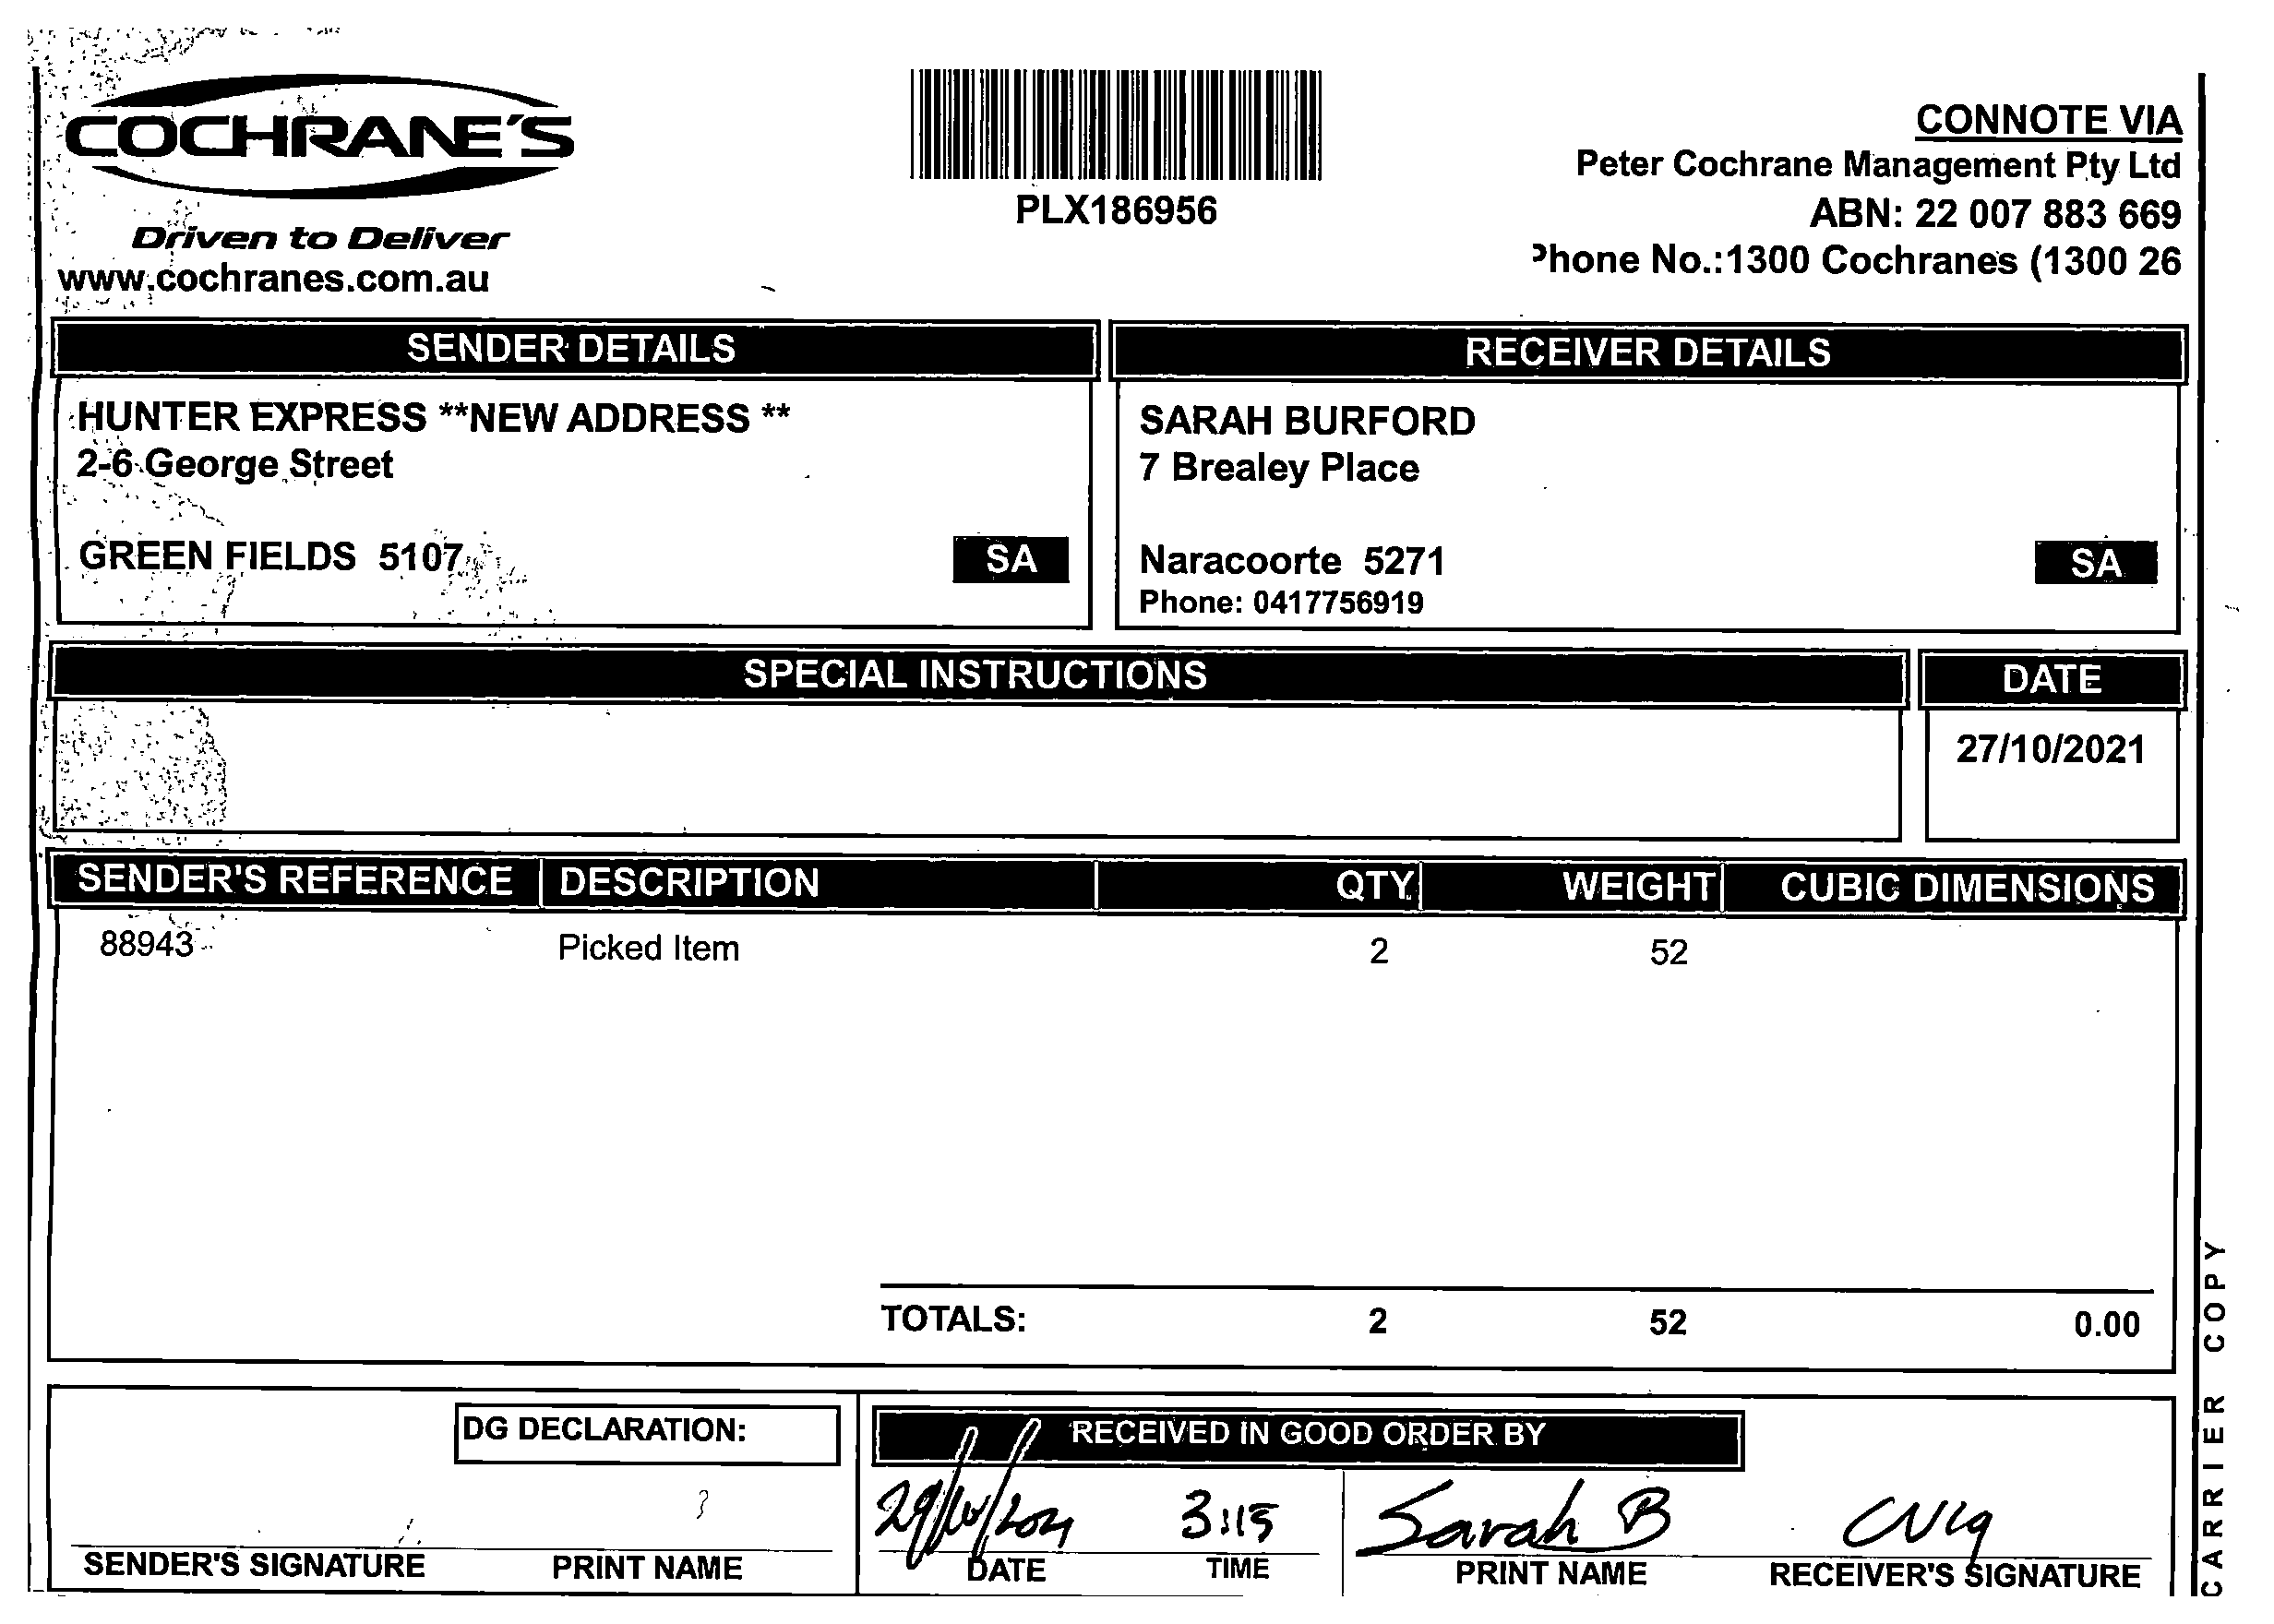 COCHRANE'S
Driven to Deliver
www.cochranes.com.au
PLX186956
CONNOTE VIA
Peter Cochrane Management Pty Ltd
ABN: 22 007 883 669
Phone No.:1300 Cochranes (1300 26
SENDER DETAILS
HUNTER EXPRESS **NEW ADDRESS **
2-6 George Street
GREEN FIELDS 5107 SA
RECEIVER DETAILS
SARAH BURFORD
7 Brealey Place
Naracoorte 5271 SA
Phone: 0417756919
SPECIAL INSTRUCTIONS
DATE
27/10/2021
SENDER'S REFERENCE DESCRIPTION QTY WEIGHT CUBIC DIMENSIONS
88943 Picked Item 2 52
TOTALS: 2 52 0.00
DG DECLARATION:
SENDER'S SIGNATURE PRINT NAME
RECEIVED IN GOOD ORDER BY
29/10/2021 3:15 Sarah B
DATE TIME PRINT NAME RECEIVER'S SIGNATURE
CARRIER COPY